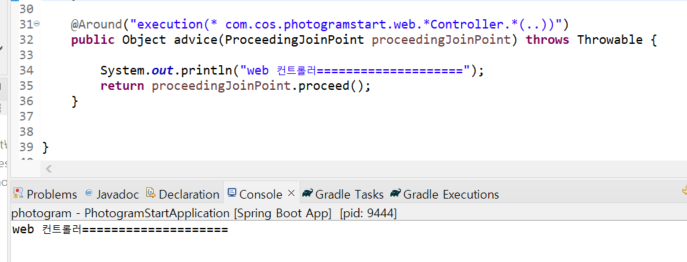 30
31 @Around("execution(* com.cos.photogramstart.web.*Controller.*(..))")
32 public Object advice(ProceedingJoinPoint proceedingJoinPoint) throws Throwable {
33
34 System.out.println("web 컨트롤러====================");
35 return proceedingJoinPoint.proceed();
36 }
37
38
39 }
Problems Javadoc Declaration Console Gradle Tasks Gradle Executions
photogram - PhotogramStartApplication [Spring Boot App] [pid: 9444]
web 컨트롤러====================